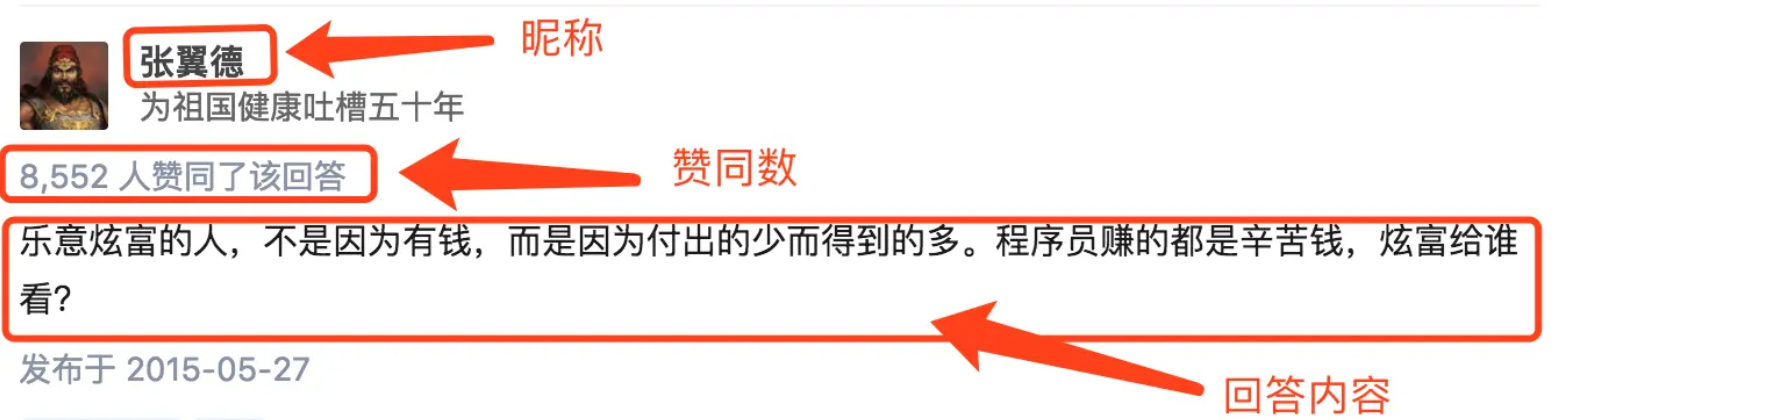 张翼德
昵称
为祖国健康吐槽五十年
8,552 人赞同了该回答
赞同数
乐意炫富的人，不是因为有钱，而是因为付出的少而得到的多。程序员赚的都是辛苦钱，炫富给谁
看？
发布于 2015-05-27
回答内容